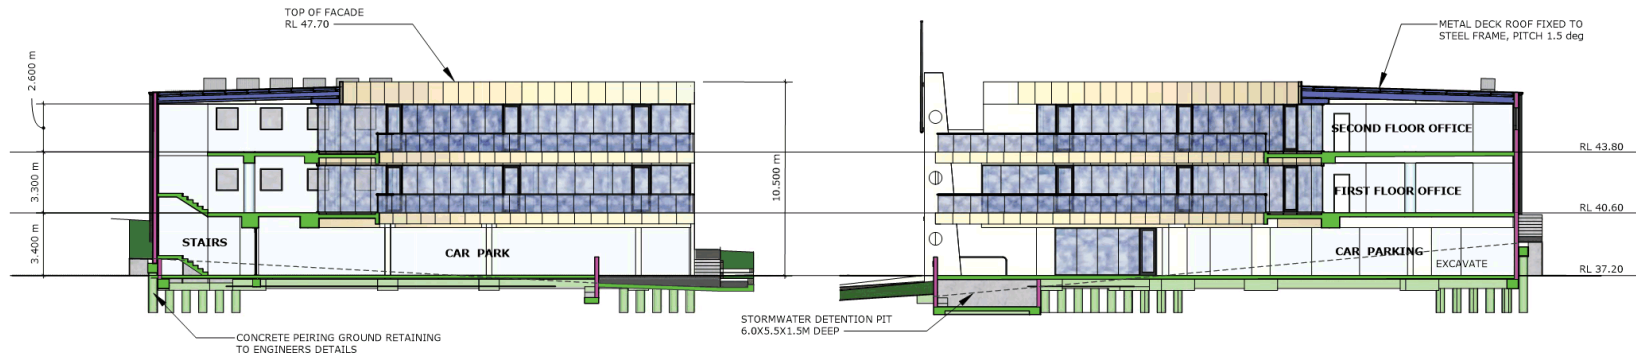 TOP OF FACADE
RL 47.70
METAL DECK ROOF FIXED TO
STEEL FRAME, PITCH 1.5 deg
2.600 m
3.300 m
3.400 m
10.500 m
SECOND FLOOR OFFICE
RL 43.80
FIRST FLOOR OFFICE
RL 40.60
STAIRS
CAR PARK
CAR PARKING
EXCAVATE
RL 37.20
STORMWATER DETENTION PIT
6.0X5.5X1.5M DEEP
CONCRETE PEIRING GROUND RETAINING
TO ENGINEERS DETAILS